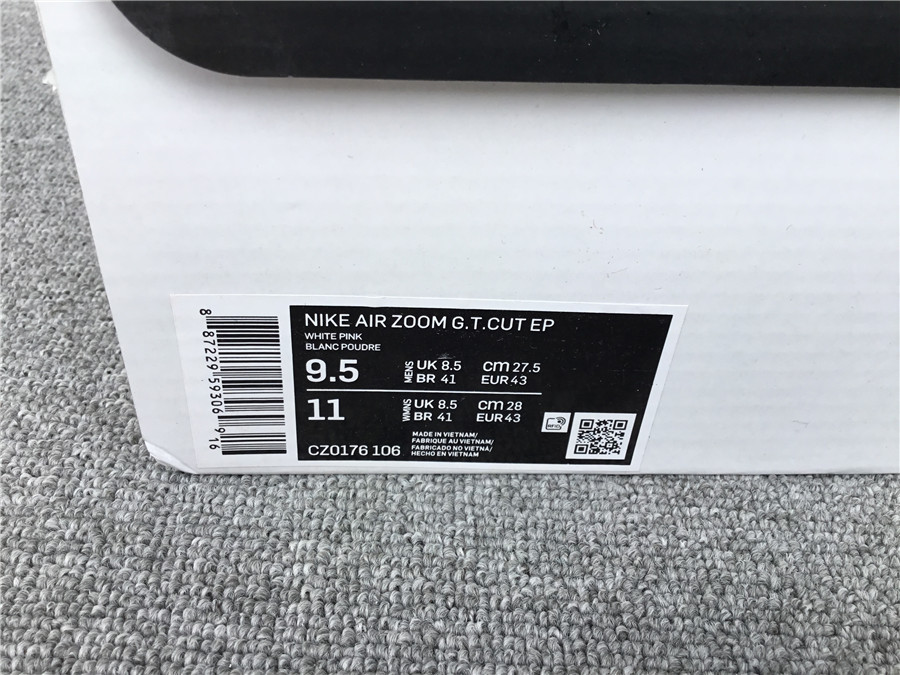 8 87229 59306 9 16
NIKE AIR ZOOM G.T.CUT EP
WHITE PINK
BLANC POUDRE
9.5 MENS UK 8.5 cm 27.5
BR 41 EUR 43
11 WMNS UK 8.5 cm 28
BR 41 EUR 43
CZ0176 106
MADE IN VIETNAM/
FABRIQUE AU VIETNAM/
FABRICADO NO VIETNA/
HECHO EN VIETNAM
RFID